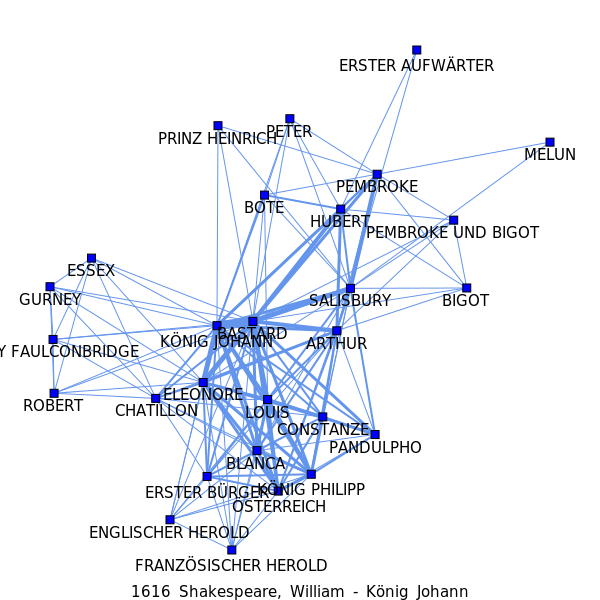 ERSTER AUFWÄRTER
PETER
PRINZ HEINRICH
MELUN
PEMBROKE
BOTE
HUBERT
PEMBROKE UND BIGOT
ESSEX
GURNEY
SALISBURY
BIGOT
BASTARD
KÖNIG JOHANN
ARTHUR
Y FAULCONBRIDGE
ELEONORE
ROBERT
CHATILLON
LOUIS
CONSTANZE
PANDULPHO
BLANCA
KÖNIG PHILIPP
ERSTER BÜRGER
OSTERREICH
ENGLISCHER HEROLD
FRANZÖSISCHER HEROLD
1616 Shakespeare, William - König Johann